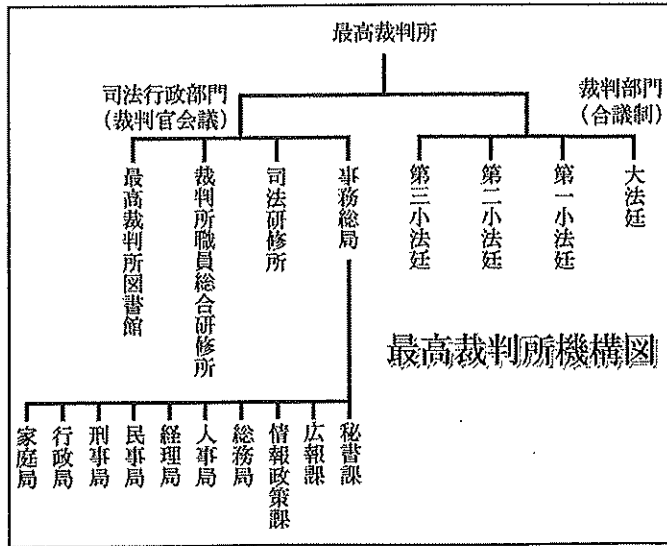 最高裁判所
裁判部門
(合議制)
司法行政部門
(裁判官会議)
大法廷
第一小法廷
第二小法廷
第三小法廷
事務総局
司法研修所
裁判所職員総合研修所
最高裁判所図書館
最高裁判所機構図
秘書課
広報課
情報政策課
総務局
人事局
経理局
民事局
刑事局
行政局
家庭局